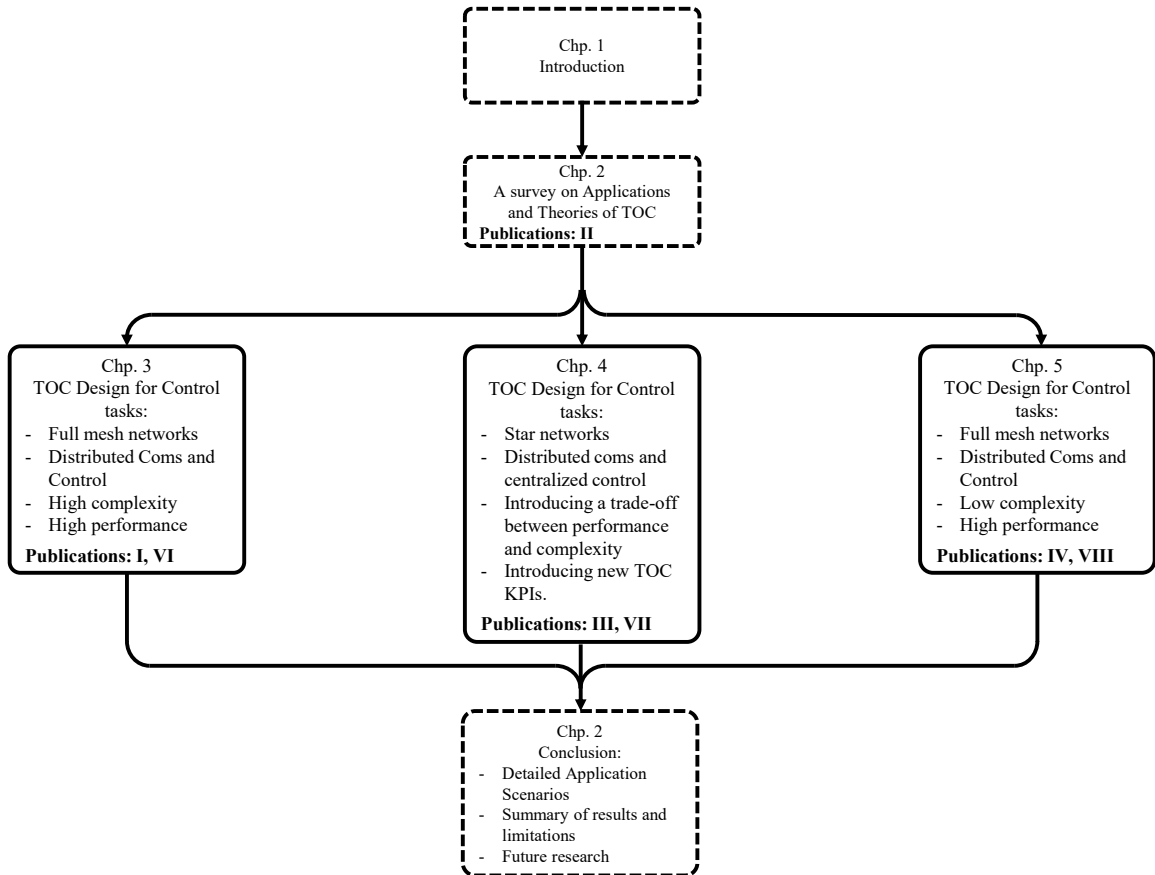 Chp. 1
Introduction
Chp. 2
A survey on Applications
and Theories of TOC
Publications: II
Chp. 3
TOC Design for Control
tasks:
- Full mesh networks
- Distributed Coms and
Control
- High complexity
- High performance
Publications: I, VI
Chp. 4
TOC Design for Control
tasks:
- Star networks
- Distributed coms and
centralized control
- Introducing a trade-off
between performance
and complexity
- Introducing new TOC
KPIs.
Publications: III, VII
Chp. 5
TOC Design for Control
tasks:
- Full mesh networks
- Distributed Coms and
Control
- Low complexity
- High performance
Publications: IV, VIII
Chp. 2
Conclusion:
- Detailed Application
Scenarios
- Summary of results and
limitations
- Future research